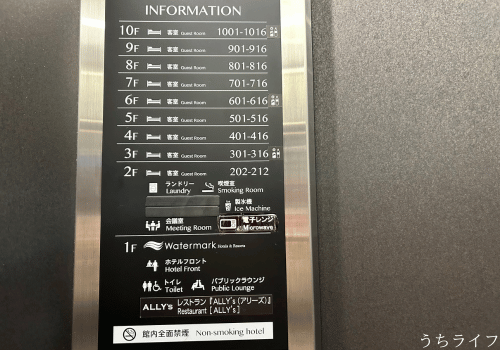 INFORMATION
10F 客室 Guest Room 1001-1016
9F 客室 Guest Room 901-916
8F 客室 Guest Room 801-816
7F 客室 Guest Room 701-716
6F 客室 Guest Room 601-616
5F 客室 Guest Room 501-516
4F 客室 Guest Room 401-416
3F 客室 Guest Room 301-316
2F 客室 Guest Room 202-212
ランドリー 喫煙室
Laundry Smoking Room
製氷機
Ice Machine
会議室 電子レンジ
Meeting Room Microwave
1F Watermark Hotels & Resorts
ホテルフロント
Hotel Front
トイレ パブリックラウンジ
Toilet Public Lounge
ALLY's レストラン『ALLY's (アリーズ)』
Restaurant [ALLY's]
館内全面禁煙 Non-smoking hotel
うちライフ